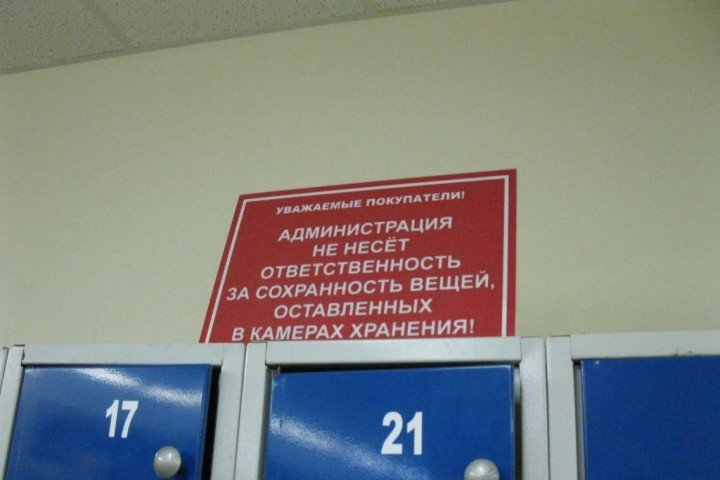 УВАЖАЕМЫЕ ПОКУПАТЕЛИ!
АДМИНИСТРАЦИЯ
НЕ НЕСЁТ
ОТВЕТСТВЕННОСТЬ
ЗА СОХРАННОСТЬ ВЕЩЕЙ,
ОСТАВЛЕННЫХ
В КАМЕРАХ ХРАНЕНИЯ!
17
21